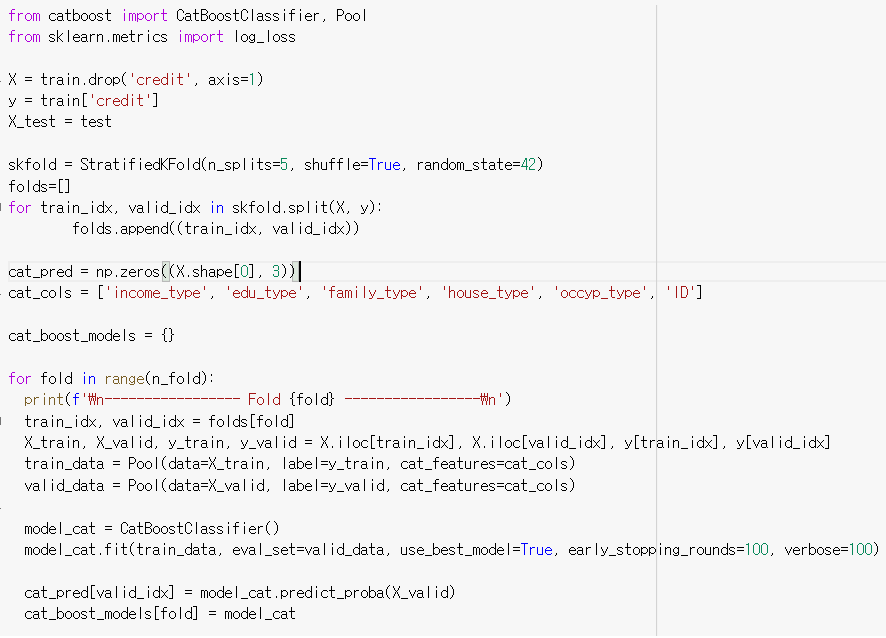 from catboost import CatBoostClassifier, Pool
from sklearn.metrics import log_loss
X = train.drop('credit', axis=1)
y = train['credit']
X_test = test
skfold = StratifiedKFold(n_splits=5, shuffle=True, random_state=42)
folds=[]
for train_idx, valid_idx in skfold.split(X, y):
        folds.append((train_idx, valid_idx))
cat_pred = np.zeros((X.shape[0], 3))
cat_cols = ['income_type', 'edu_type', 'family_type', 'house_type', 'occyp_type', 'ID']
cat_boost_models = {}
for fold in range(n_fold):
  print(f'₩n----------------- Fold {fold} -----------------₩n')
  train_idx, valid_idx = folds[fold]
  X_train, X_valid, y_train, y_valid = X.iloc[train_idx], X.iloc[valid_idx], y[train_idx], y[valid_idx]
  train_data = Pool(data=X_train, label=y_train, cat_features=cat_cols)
  valid_data = Pool(data=X_valid, label=y_valid, cat_features=cat_cols)
  model_cat = CatBoostClassifier()
  model_cat.fit(train_data, eval_set=valid_data, use_best_model=True, early_stopping_rounds=100, verbose=100)
  cat_pred[valid_idx] = model_cat.predict_proba(X_valid)
  cat_boost_models[fold] = model_cat